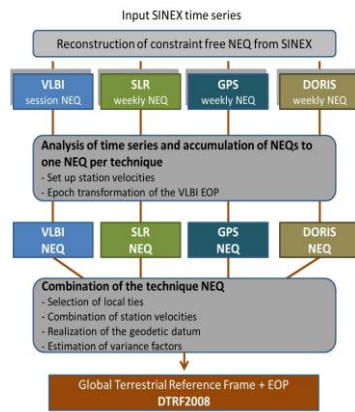 Input SINEX time series
Reconstruction of constraint free NEQ from SINEX
VLBI
session NEQ
SLR
weekly NEQ
GPS
weekly NEQ
DORIS
weekly NEQ
Analysis of time series and accumulation of NEQs to
one NEQ per technique
- Set up station velocities
- Epoch transformation of the VLBI EOP
VLBI
NEQ
SLR
NEQ
GPS
NEQ
DORIS
NEQ
Combination of the technique NEQ
- Selection of local ties
- Combination of station velocities
- Realization of the geodetic datum
- Estimation of variance factors
Global Terrestrial Reference Frame + EOP
DTRF2008